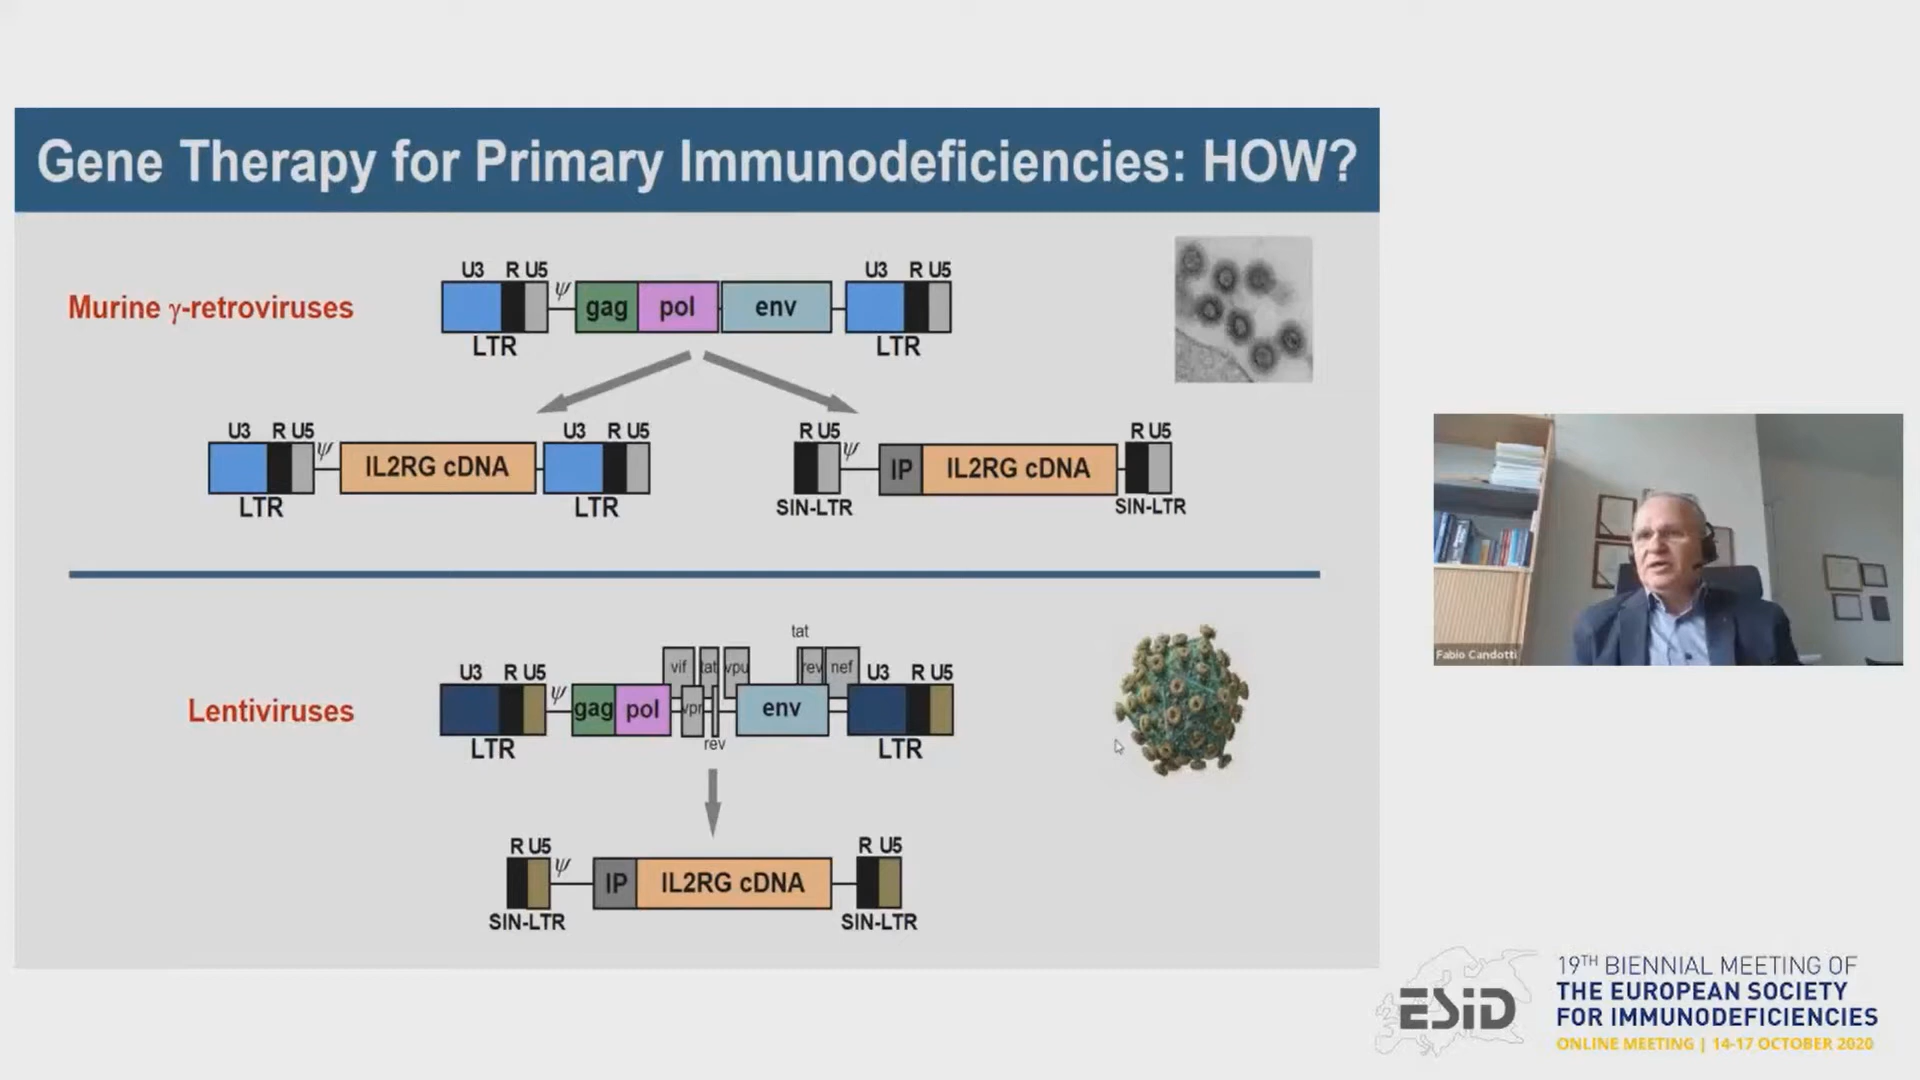 Gene Therapy for Primary Immunodeficiencies: HOW?
U3 R U5 U3 R U5
Murine γ-retroviruses
ψ gag pol env
LTR LTR
U3 R U5 U3 R U5
ψ IL2RG cDNA
LTR LTR
R U5 R U5
ψ IP IL2RG cDNA
SIN-LTR SIN-LTR
tat
vif tat vpu rev nef
U3 R U5 U3 R U5
Lentiviruses
ψ gag pol vpr env
rev
LTR LTR
R U5 R U5
ψ IP IL2RG cDNA
SIN-LTR SIN-LTR
Fabio Candotti
ESiD
19TH BIENNIAL MEETING OF
THE EUROPEAN SOCIETY
FOR IMMUNODEFICIENCIES
ONLINE MEETING | 14-17 OCTOBER 2020